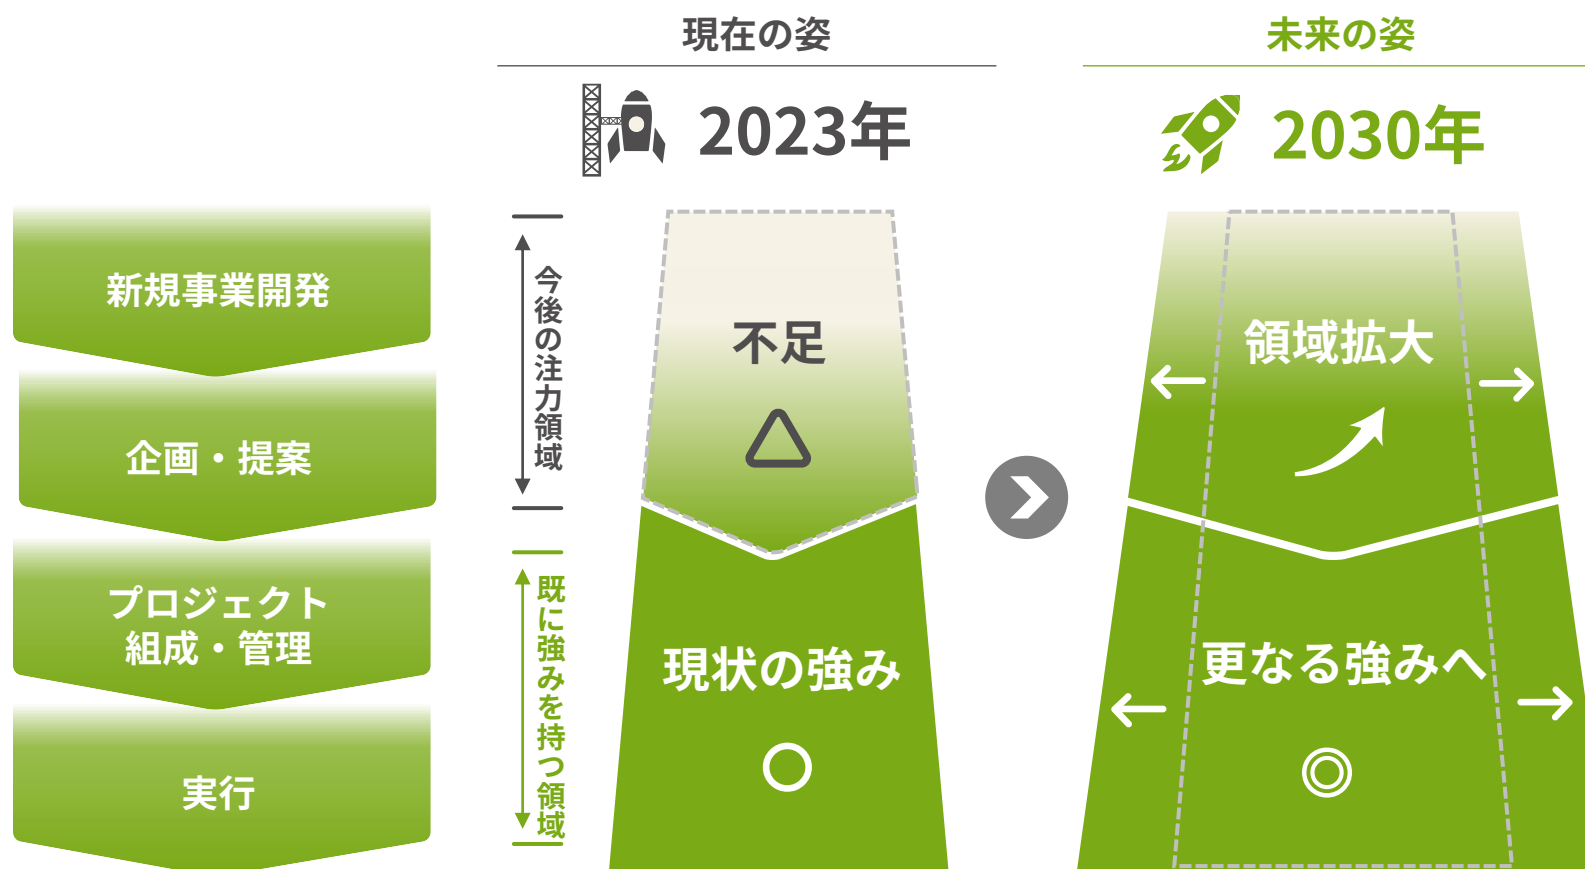 現在の姿
未来の姿
2023年
2030年
新規事業開発
企画・提案
プロジェクト
組成・管理
実行
今後の注力領域
既に強みを持つ領域
不足
現状の強み
領域拡大
更なる強みへ